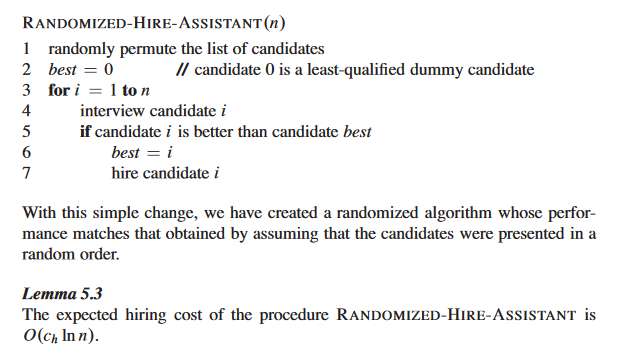 RANDOMIZED-HIRE-ASSISTANT(n)
1 randomly permute the list of candidates
2 best = 0 // candidate 0 is a least-qualified dummy candidate
3 for i = 1 to n
4 interview candidate i
5 if candidate i is better than candidate best
6 best = i
7 hire candidate i
With this simple change, we have created a randomized algorithm whose perfor-
mance matches that obtained by assuming that the candidates were presented in a
random order.
Lemma 5.3
The expected hiring cost of the procedure RANDOMIZED-HIRE-ASSISTANT is
O(cₕ ln n).